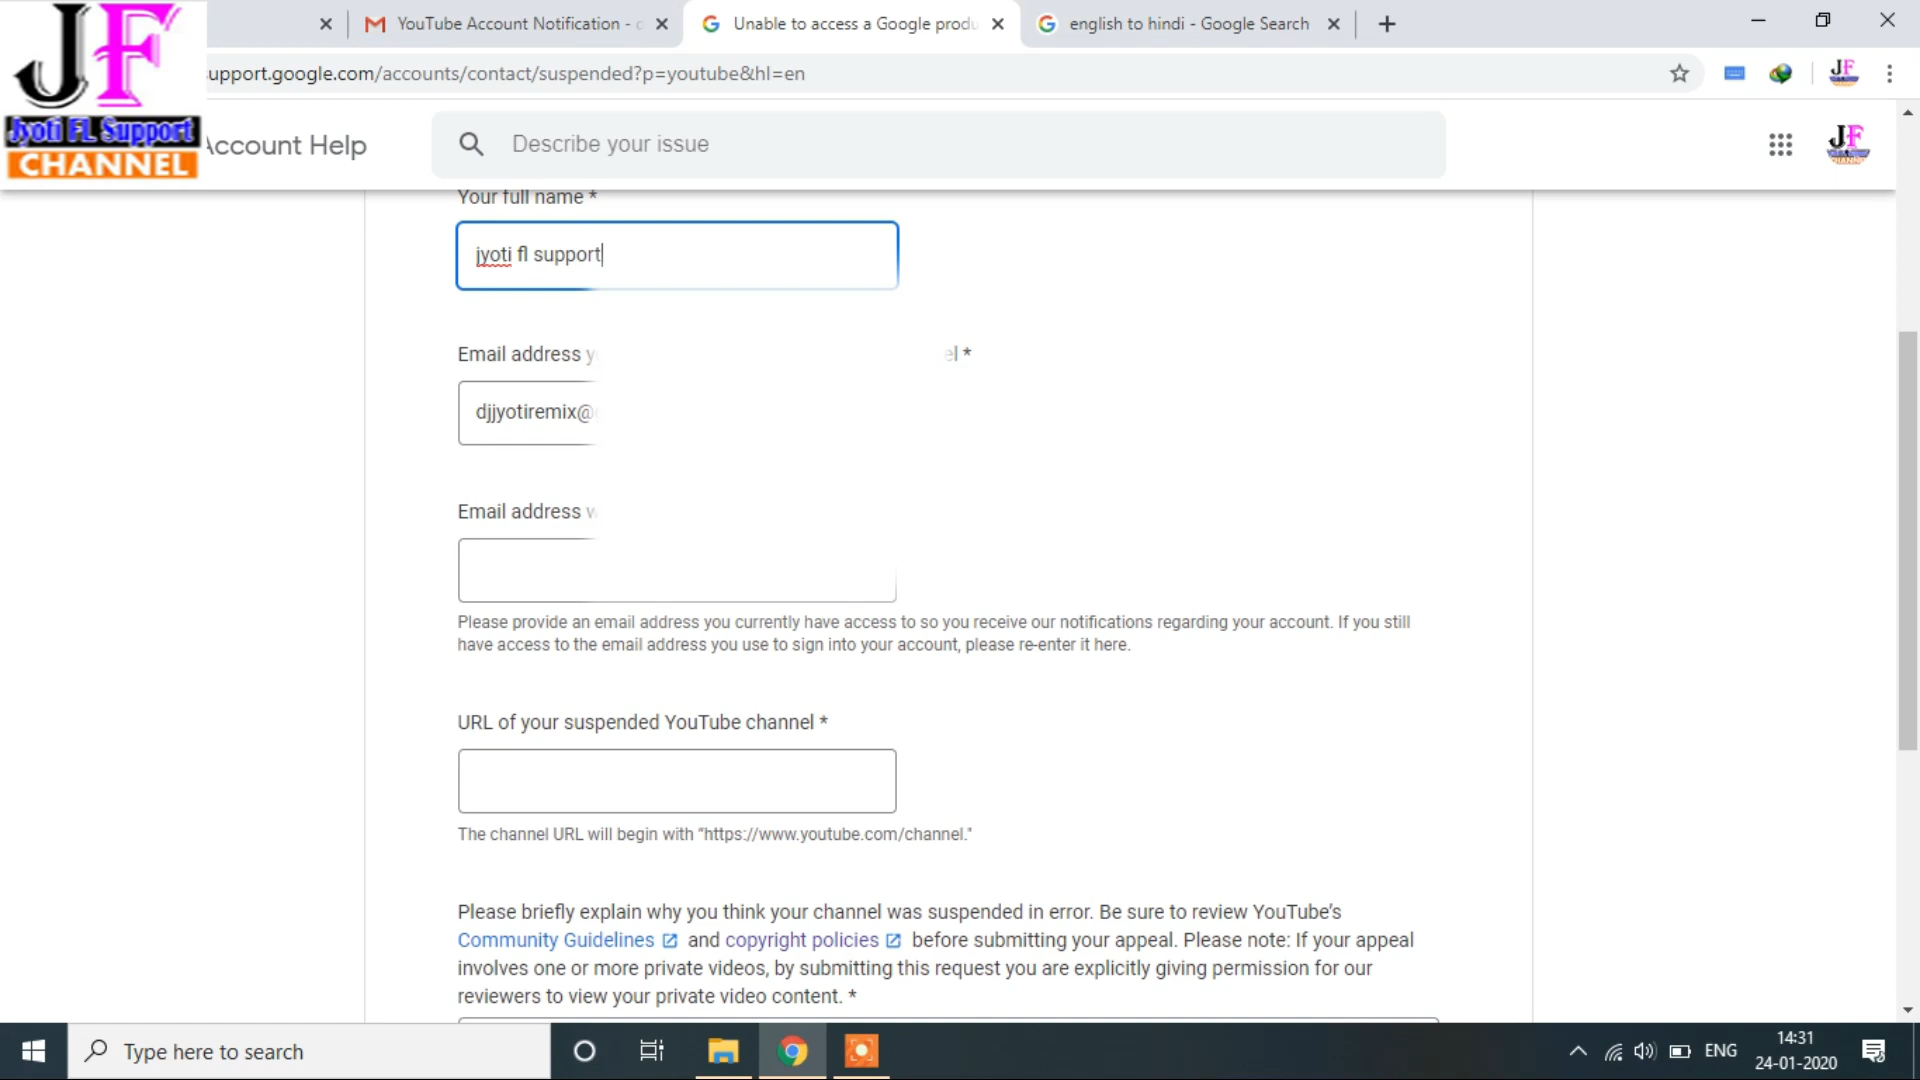 JF
Jyoti FL Support
CHANNEL
YouTube Account Notification -
Unable to access a Google produ
english to hindi - Google Search
upport.google.com/accounts/contact/suspended?p=youtube&hl=en
Account Help
Describe your issue
JF
Your full name *
jyoti fl support
Email address
*
djjyotiremix@
Email address
Please provide an email address you currently have access to so you receive our notifications regarding your account. If you still
have access to the email address you use to sign into your account, please re-enter it here.
URL of your suspended YouTube channel *
The channel URL will begin with "https://www.youtube.com/channel."
Please briefly explain why you think your channel was suspended in error. Be sure to review YouTube's
Community Guidelines and copyright policies before submitting your appeal. Please note: If your appeal
involves one or more private videos, by submitting this request you are explicitly giving permission for our
reviewers to view your private video content. *
Type here to search
ENG
14:31
24-01-2020